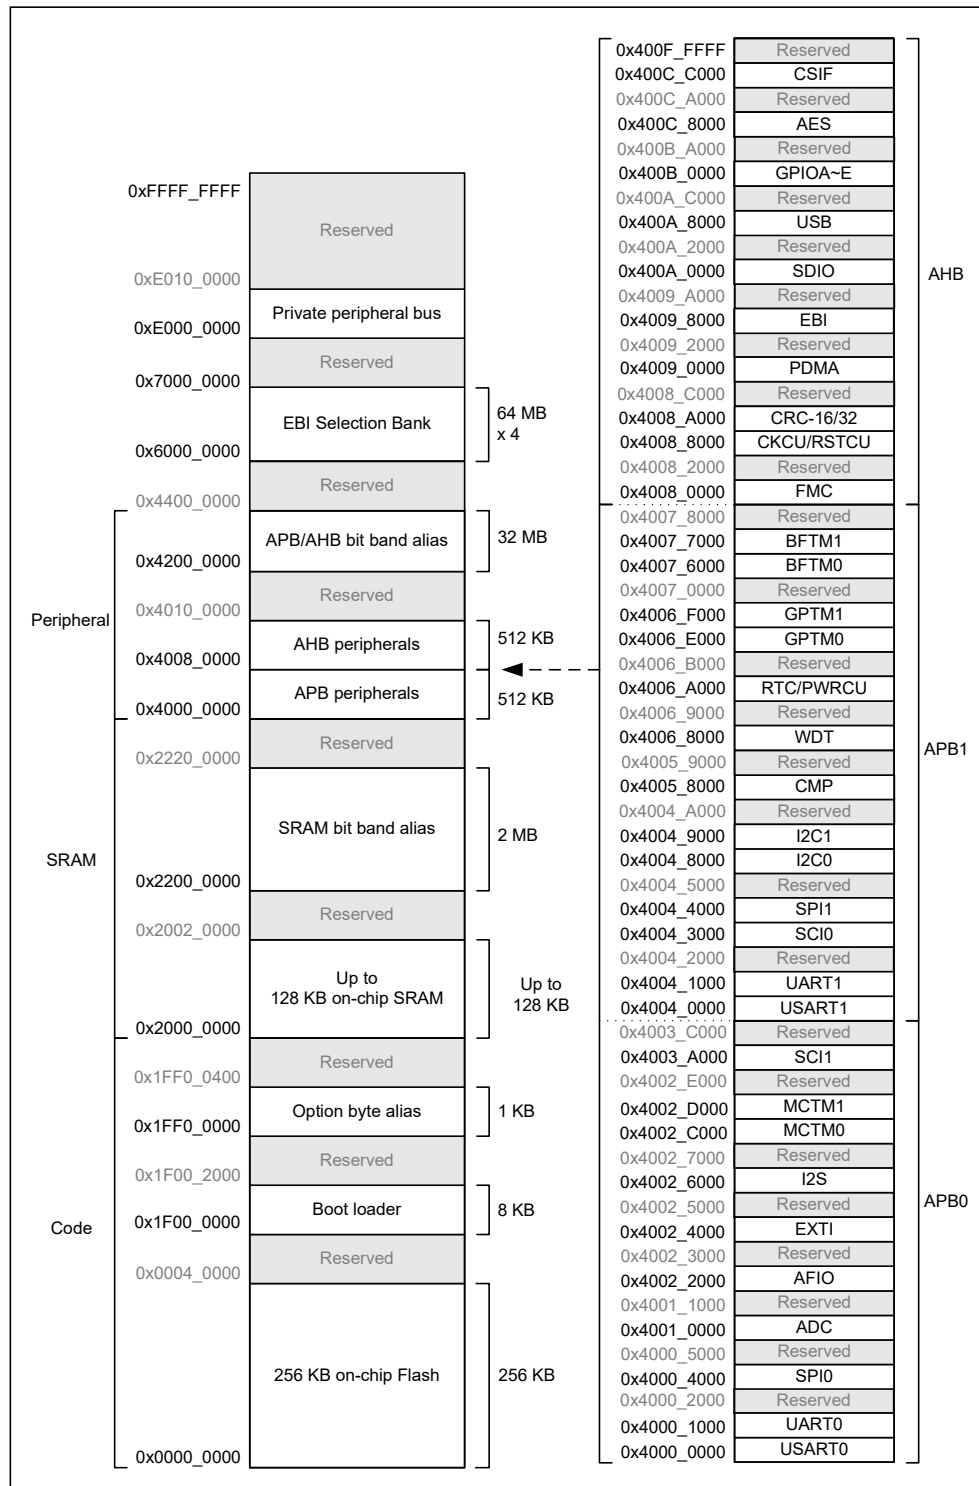 0xFFFF_FFFF
Reserved
0xE010_0000
Private peripheral bus
0xE000_0000
Reserved
0x7000_0000
EBI Selection Bank
64 MB
x 4
0x6000_0000
Reserved
0x4400_0000
APB/AHB bit band alias
32 MB
0x4200_0000
Reserved
0x4010_0000
Peripheral
AHB peripherals
512 KB
0x4008_0000
APB peripherals
512 KB
0x4000_0000
Reserved
0x2220_0000
SRAM bit band alias
2 MB
SRAM
0x2200_0000
Reserved
0x2002_0000
Up to
128 KB on-chip SRAM
Up to
128 KB
0x2000_0000
Reserved
0x1FF0_0400
Option byte alias
1 KB
0x1FF0_0000
Reserved
0x1F00_2000
Boot loader
8 KB
0x1F00_0000
Code
Reserved
0x0004_0000
256 KB on-chip Flash
256 KB
0x0000_0000
0x400F_FFFF Reserved
0x400C_C000 CSIF
0x400C_A000 Reserved
0x400C_8000 AES
0x400B_A000 Reserved
0x400B_0000 GPIOA~E
0x400A_C000 Reserved
0x400A_8000 USB
0x400A_2000 Reserved
0x400A_0000 SDIO
AHB
0x4009_A000 Reserved
0x4009_8000 EBI
0x4009_2000 Reserved
0x4009_0000 PDMA
0x4008_C000 Reserved
0x4008_A000 CRC-16/32
0x4008_8000 CKCU/RSTCU
0x4008_2000 Reserved
0x4008_0000 FMC
0x4007_8000 Reserved
0x4007_7000 BFTM1
0x4007_6000 BFTM0
0x4007_0000 Reserved
0x4006_F000 GPTM1
0x4006_E000 GPTM0
0x4006_B000 Reserved
0x4006_A000 RTC/PWRCU
0x4006_9000 Reserved
0x4006_8000 WDT
APB1
0x4005_9000 Reserved
0x4005_8000 CMP
0x4004_A000 Reserved
0x4004_9000 I2C1
0x4004_8000 I2C0
0x4004_5000 Reserved
0x4004_4000 SPI1
0x4004_3000 SCI0
0x4004_2000 Reserved
0x4004_1000 UART1
0x4004_0000 USART1
0x4003_C000 Reserved
0x4003_A000 SCI1
0x4002_E000 Reserved
0x4002_D000 MCTM1
0x4002_C000 MCTM0
0x4002_7000 Reserved
0x4002_6000 I2S
APB0
0x4002_5000 Reserved
0x4002_4000 EXTI
0x4002_3000 Reserved
0x4002_2000 AFIO
0x4001_1000 Reserved
0x4001_0000 ADC
0x4000_5000 Reserved
0x4000_4000 SPI0
0x4000_2000 Reserved
0x4000_1000 UART0
0x4000_0000 USART0